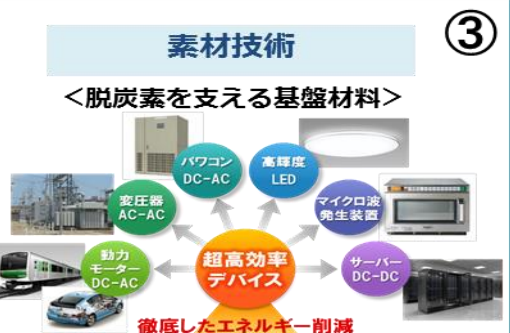 ③
素材技術
＜脱炭素を支える基盤材料＞
パワコン
DC-AC
高輝度
LED
変圧器
AC-AC
マイクロ波
発生装置
動力
モーター
DC-AC
超高効率
デバイス
サーバー
DC-DC
徹底したエネルギー削減